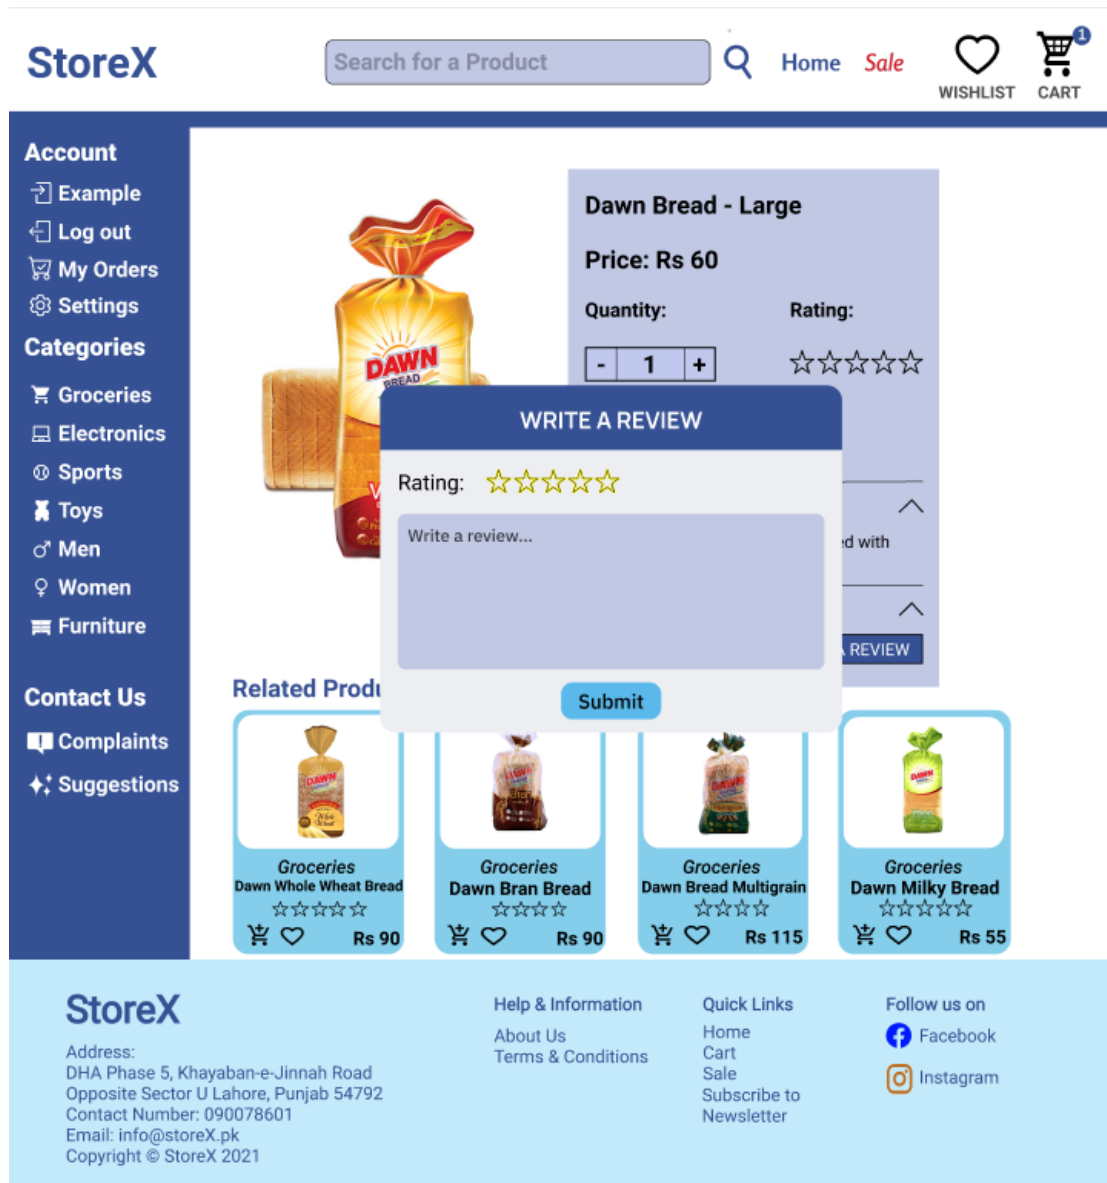 StoreX
Search for a Product
Home
Sale
WISHLIST
1
CART
Account
Example
Log out
My Orders
Settings
Categories
Groceries
Electronics
Sports
Toys
Men
Women
Furniture
Contact Us
Complaints
Suggestions
DAWN
BREAD
Dawn Bread - Large
Price: Rs 60
Quantity:
Rating:
- 1 +
WRITE A REVIEW
Rating:
Write a review...
Submit
with
REVIEW
Related
Groceries
Dawn Whole Wheat Bread
Rs 90
Groceries
Dawn Bran Bread
Rs 90
Groceries
Dawn Bread Multigrain
Rs 115
Groceries
Dawn Milky Bread
Rs 55
StoreX
Address:
DHA Phase 5, Khayaban-e-Jinnah Road
Opposite Sector U Lahore, Punjab 54792
Contact Number: 090078601
Email: info@storeX.pk
Copyright © StoreX 2021
Help & Information
About Us
Terms & Conditions
Quick Links
Home
Cart
Sale
Subscribe to
Newsletter
Follow us on
Facebook
Instagram